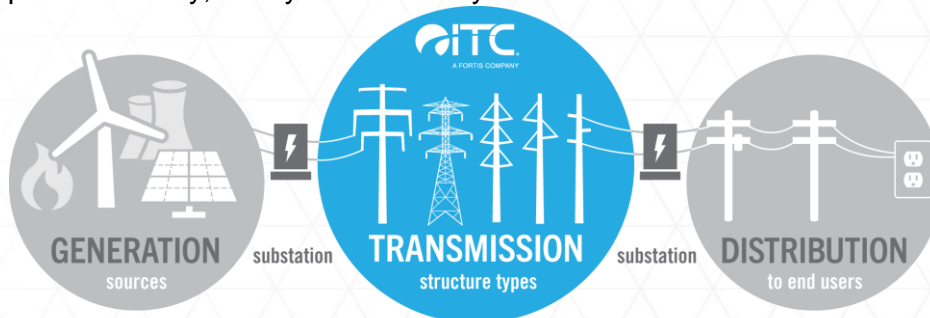 ITC
A FORTIS COMPANY
GENERATION
sources
substation
TRANSMISSION
structure types
substation
DISTRIBUTION
to end users